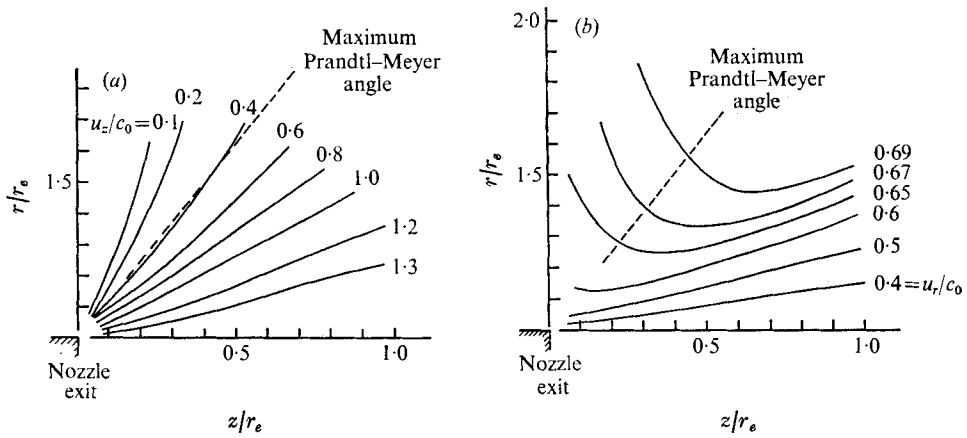 (a)
Maximum
Prandtl–Meyer
angle
u_z/c_0 = 0·1
0·2
0·4
0·6
0·8
1·0
1·2
1·3
1·5
r/r_e
0·5
1·0
Nozzle
exit
z/r_e
2·0
(b)
Maximum
Prandtl–Meyer
angle
1·5
r/r_e
0·69
0·67
0·65
0·6
0·5
0·4 = u_r/c_0
0·5
1·0
Nozzle
exit
z/r_e